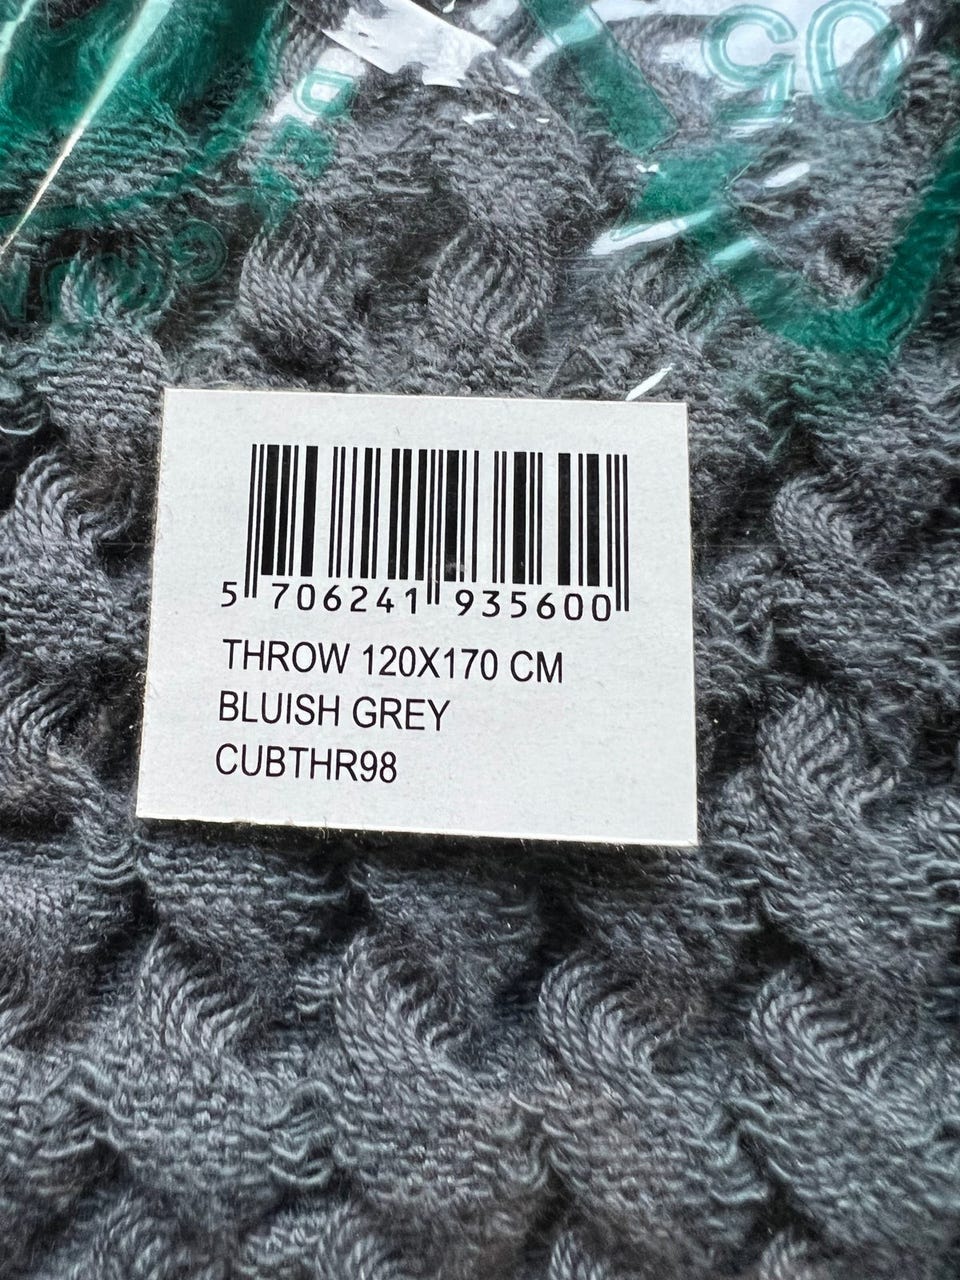 5 706241 935600
THROW 120X170 CM
BLUISH GREY
CUBTHR98